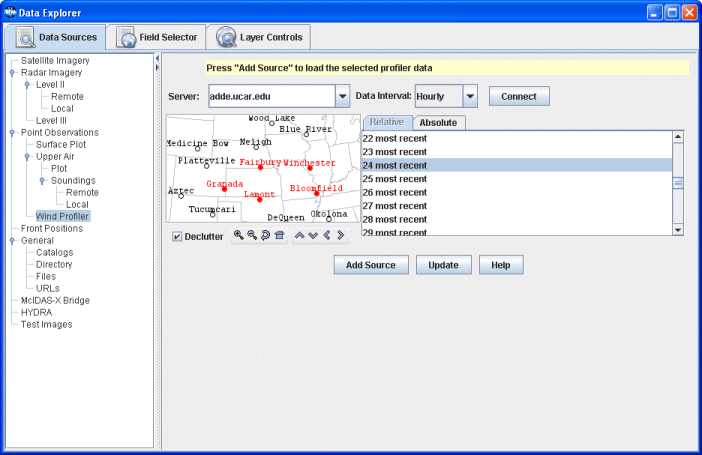 Data Explorer
Data Sources
Field Selector
Layer Controls
Satellite Imagery
Radar Imagery
Level II
Remote
Local
Level III
Point Observations
Surface Plot
Upper Air
Plot
Soundings
Remote
Local
Wind Profiler
Front Positions
General
Catalogs
Directory
Files
URLs
McIDAS-X Bridge
HYDRA
Test Images
Press "Add Source" to load the selected profiler data
Server: adde.ucar.edu Data Interval: Hourly Connect
Wood Lake
Blue River
Medicine Bow Neligh
Platteville Fairbury Winchester
Aztec Granada Lamont Bloomfield
Tucumcari DeQueen Okolona
Relative Absolute
22 most recent
23 most recent
24 most recent
25 most recent
26 most recent
27 most recent
28 most recent
29 most recent
Declutter
Add Source Update Help